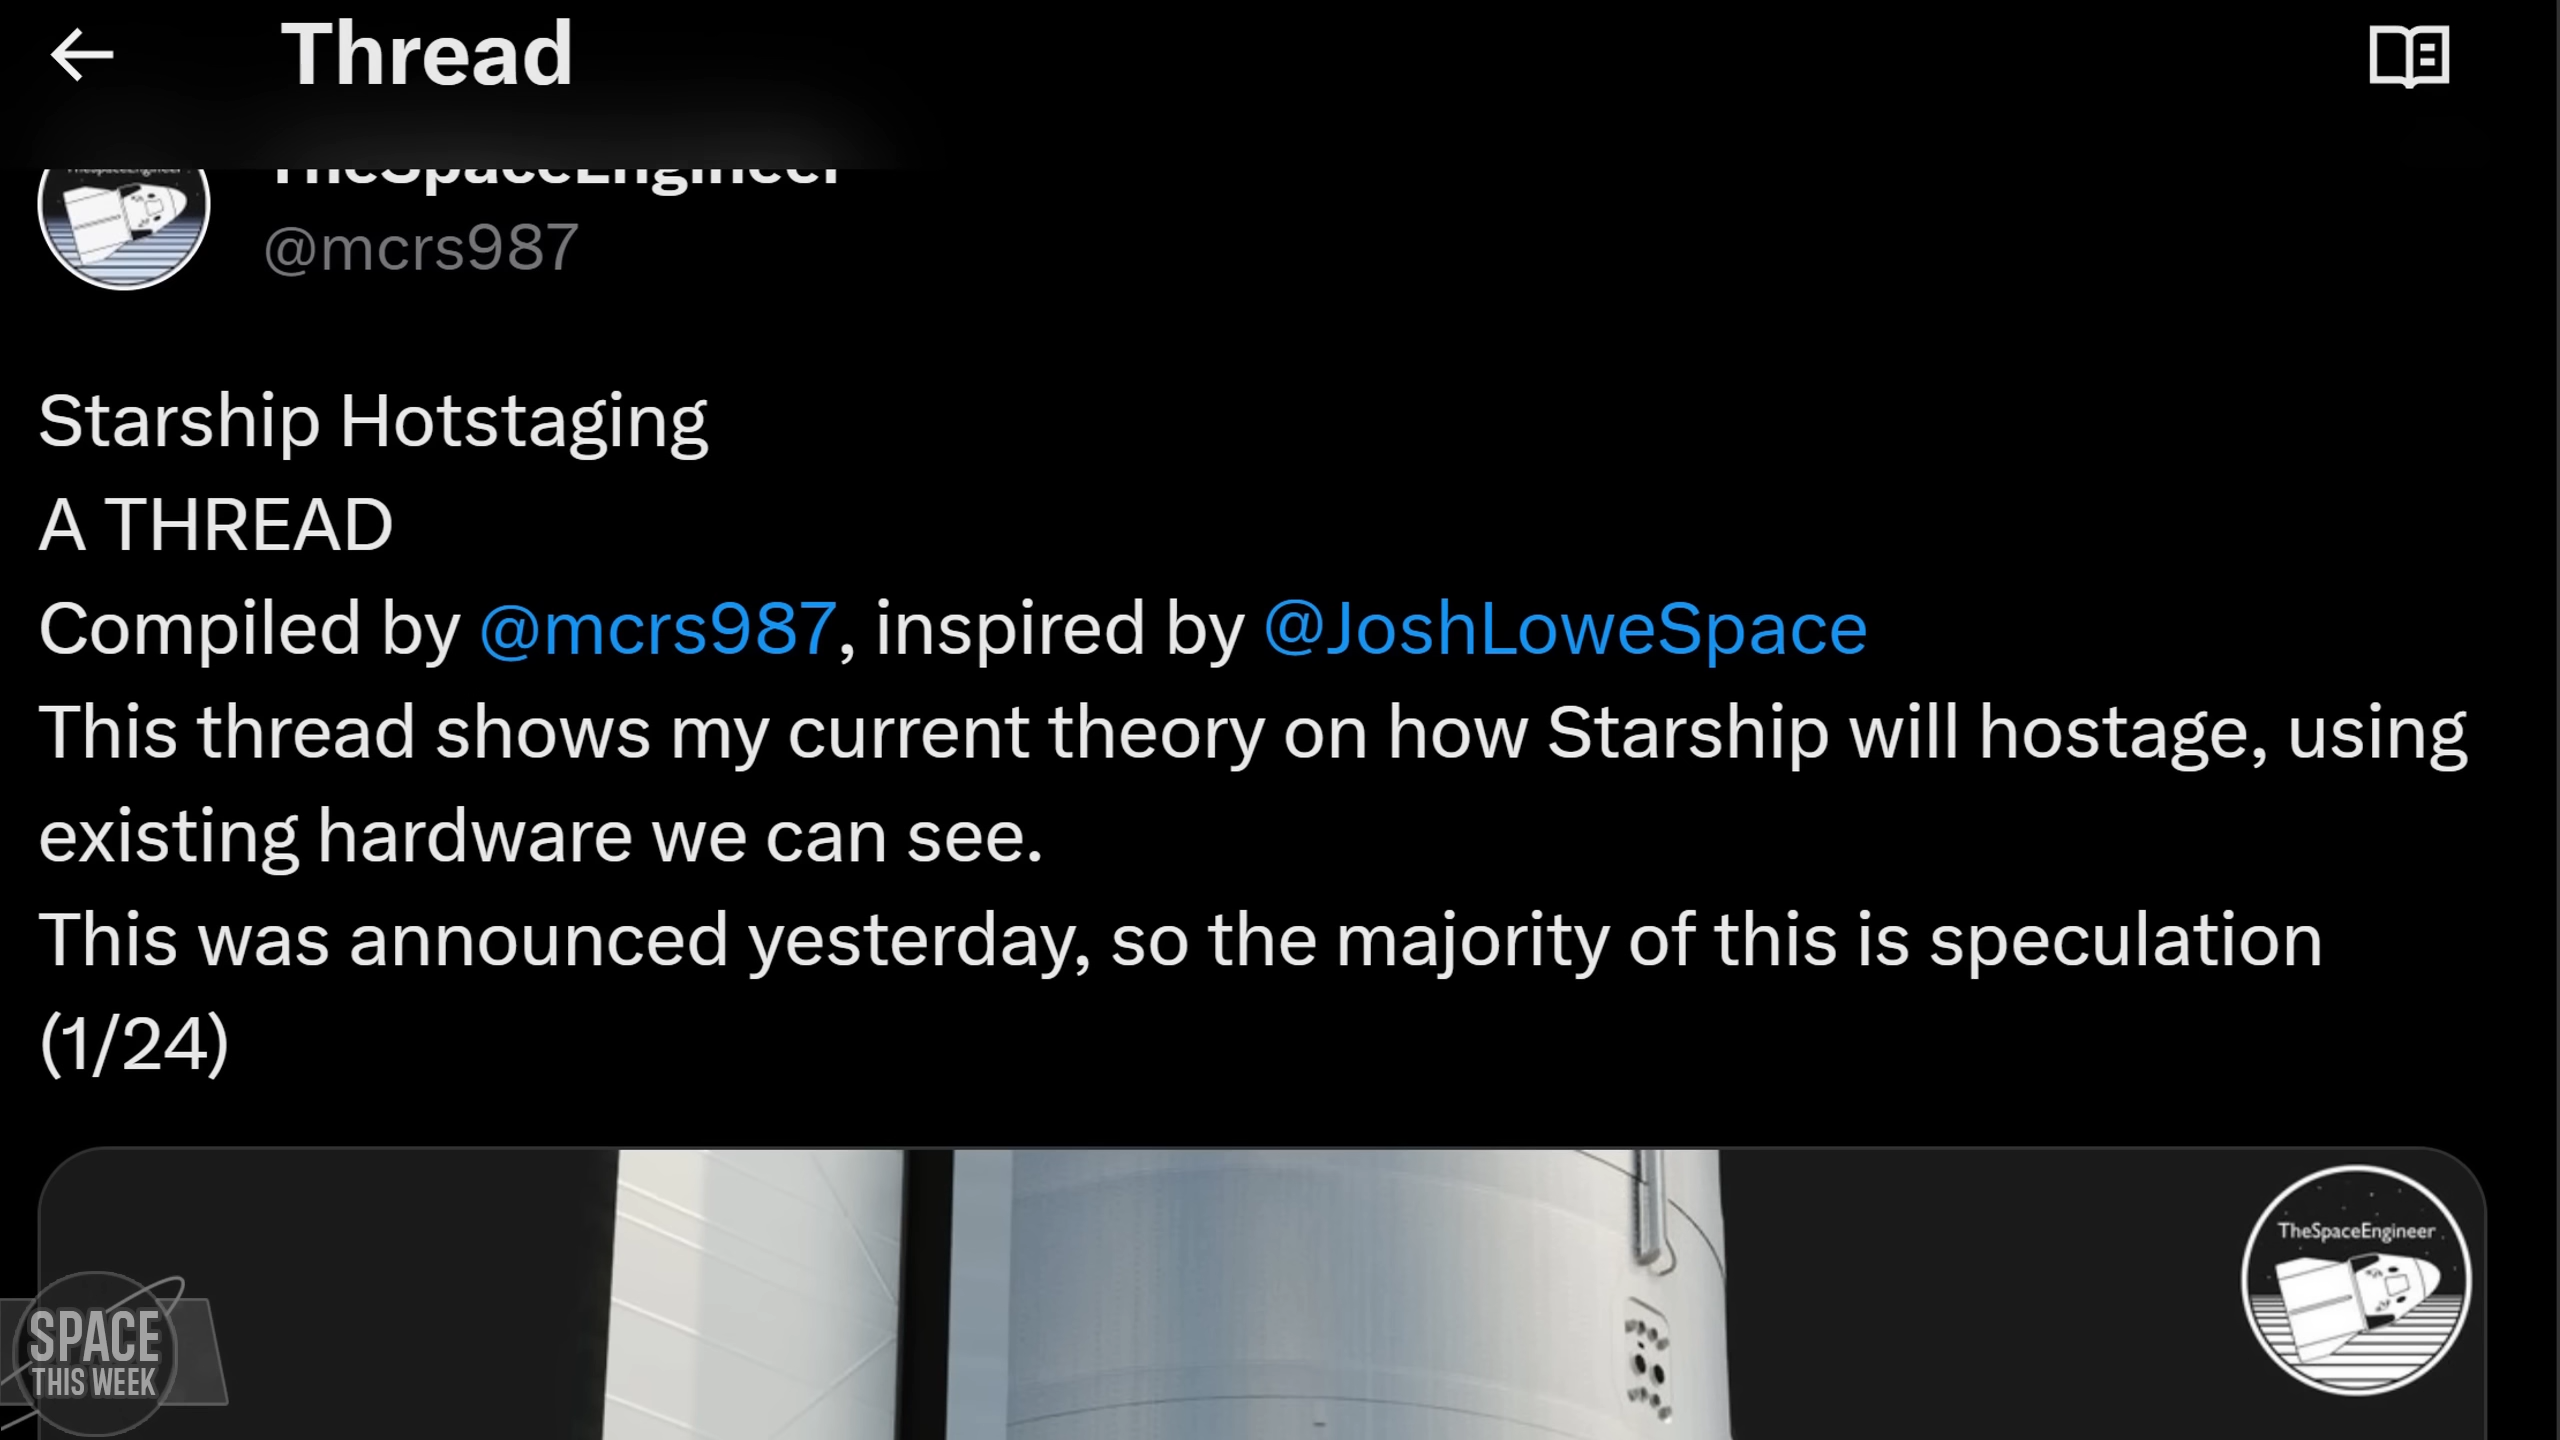 Thread
TheSpaceEngineer
@mcrs987
Starship Hotstaging
A THREAD
Compiled by @mcrs987, inspired by @JoshLoweSpace
This thread shows my current theory on how Starship will hostage, using
existing hardware we can see.
This was announced yesterday, so the majority of this is speculation
(1/24)
TheSpaceEngineer
SPACE
THIS WEEK